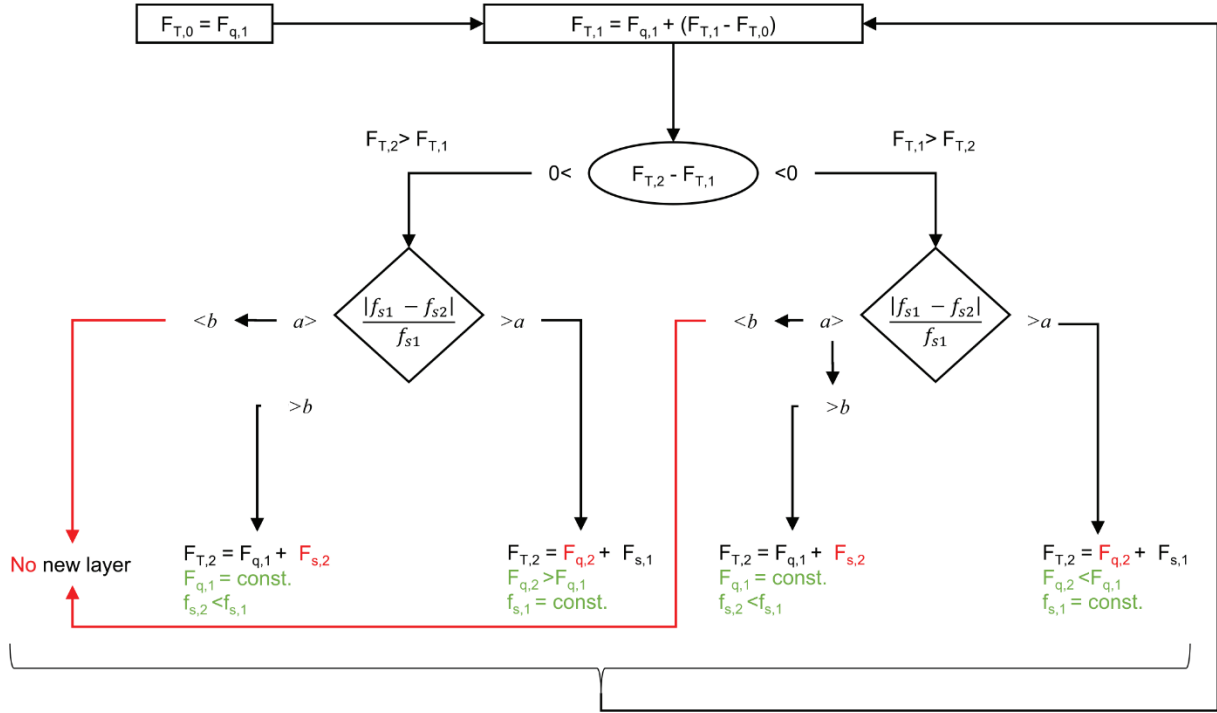 F_T,0 = F_q,1
F_T,1 = F_q,1 + (F_T,1 - F_T,0)
F_T,2 > F_T,1
F_T,1 > F_T,2
0<
F_T,2 - F_T,1
<0
<b
a>
|f_s1 − f_s2|
f_s1
>a
<b
a>
|f_s1 − f_s2|
f_s1
>a
>b
>b
No new layer
F_T,2 = F_q,1 + F_s,2
F_q,1 = const.
f_s,2 <f_s,1
F_T,2 = F_q,2 + F_s,1
F_q,2 >F_q,1
f_s,1 = const.
F_T,2 = F_q,1 + F_s,2
F_q,1 = const.
f_s,2 <f_s,1
F_T,2 = F_q,2 + F_s,1
F_q,2 <F_q,1
f_s,1 = const.